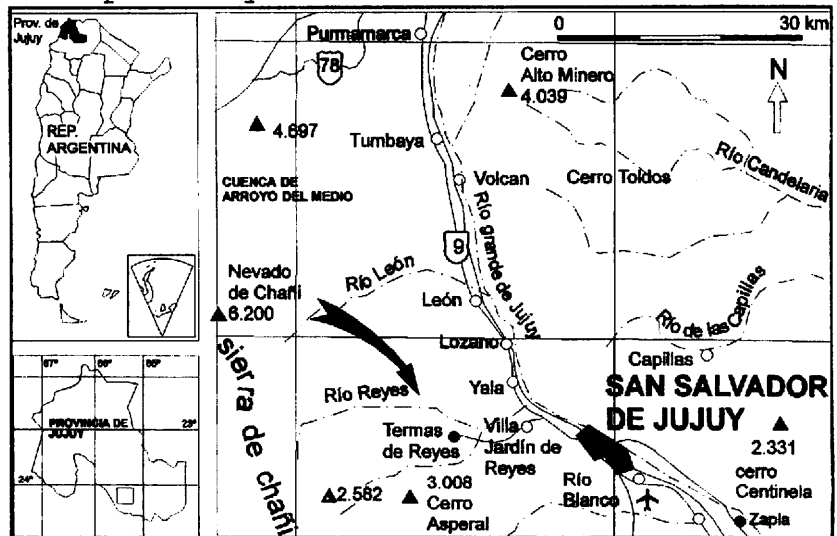 Prov. de
Jujuy
REP.
ARGENTINA
67°
66°
65°
PROVINCIA DE
JUJUY
23°
24°
0 30 km
N
Purmamarca
78
Cerro
Alto Minero
4.039
4.697
Tumbaya
CUENCA DE
ARROYO DEL MEDIO
Volcan
Cerro Toldos
Río Candelaria
Río grande de Jujuy
9
Nevado
de Chañi
6.200
Río León
León
Río de las Capillas
Lozano
Capillas
sierra de chañi
Río Reyes
Yala
SAN SALVADOR
DE JUJUY
Termas
de Reyes
Villa
Jardín de
Reyes
2.331
cerro
Centinela
2.582
3.008
Cerro
Asperal
Río
Blanco
Zapla